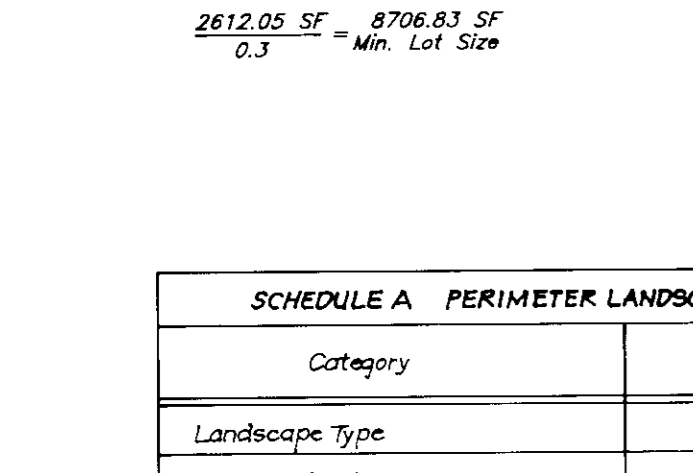 2612.05 SF = 8706.83 SF
0.3 Min. Lot Size
SCHEDULE A PERIMETER
Category
Landscape Type